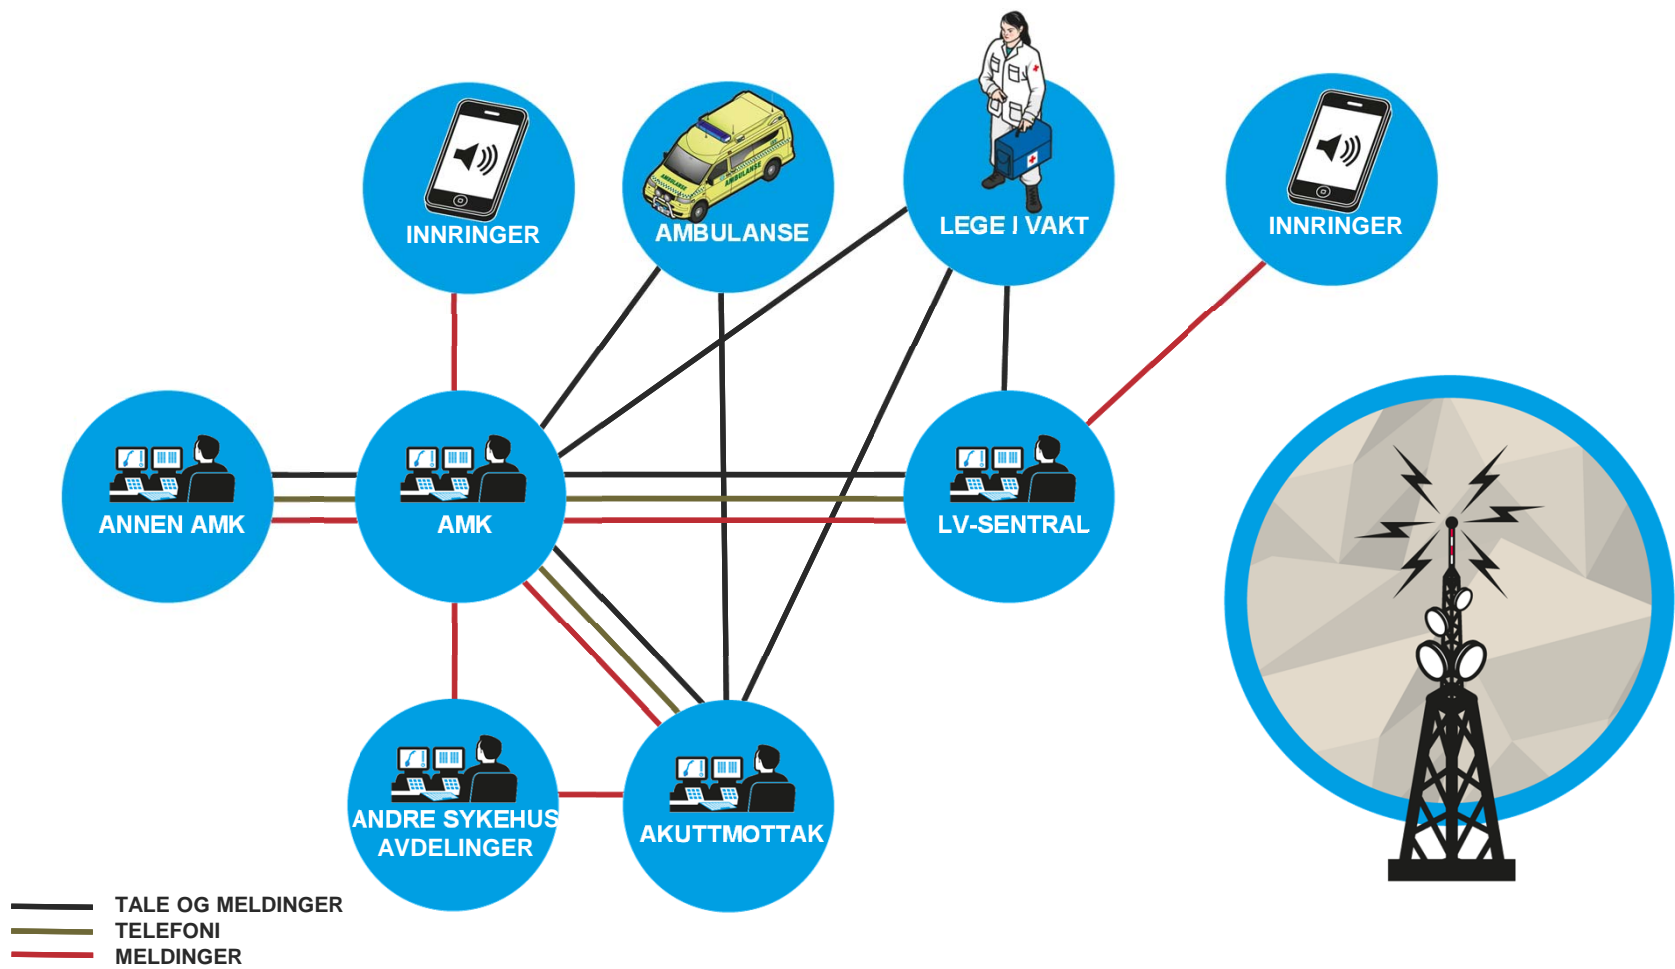 INNRINGER
AMBULANSE
LEGE I VAKT
INNRINGER
ANNEN AMK
AMK
LV-SENTRAL
ANDRE SYKEHUS
AVDELINGER
AKUTTMOTTAK
TALE OG MELDINGER
TELEFONI
MELDINGER